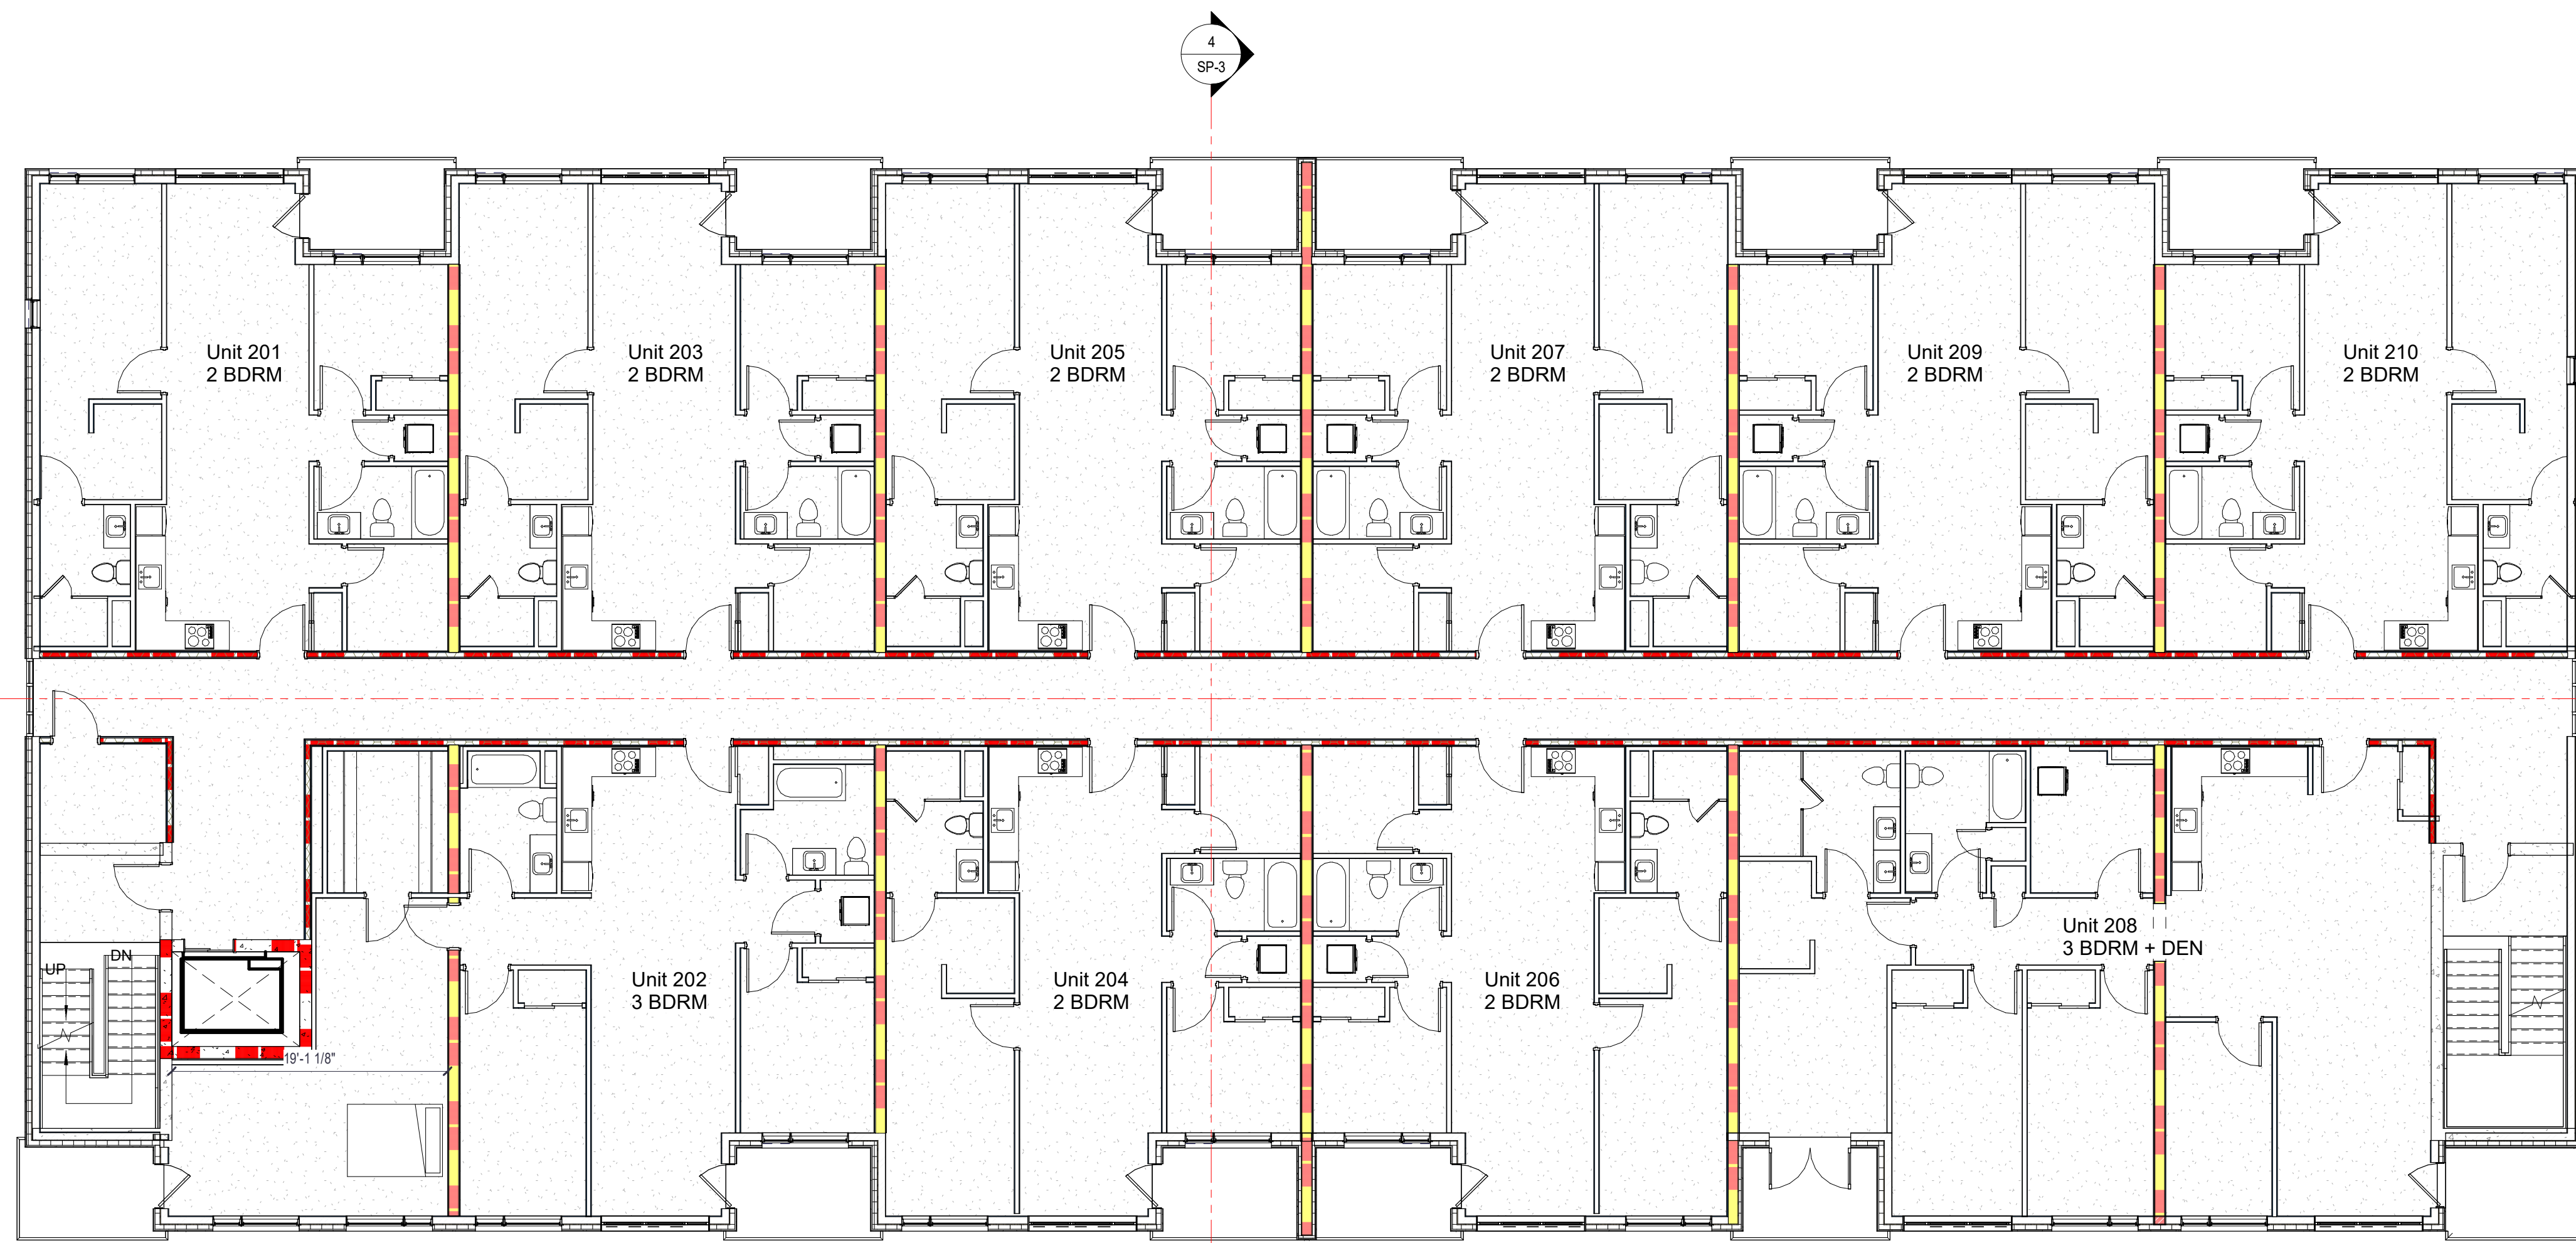 4
SP-3
Unit 201
2 BDRM
Unit 203
2 BDRM
Unit 205
2 BDRM
Unit 207
2 BDRM
Unit 209
2 BDRM
Unit 210
2 BDRM
UP
DN
19'-1 1/8"
Unit 202
3 BDRM
Unit 204
2 BDRM
Unit 206
2 BDRM
Unit 208
3 BDRM + DEN